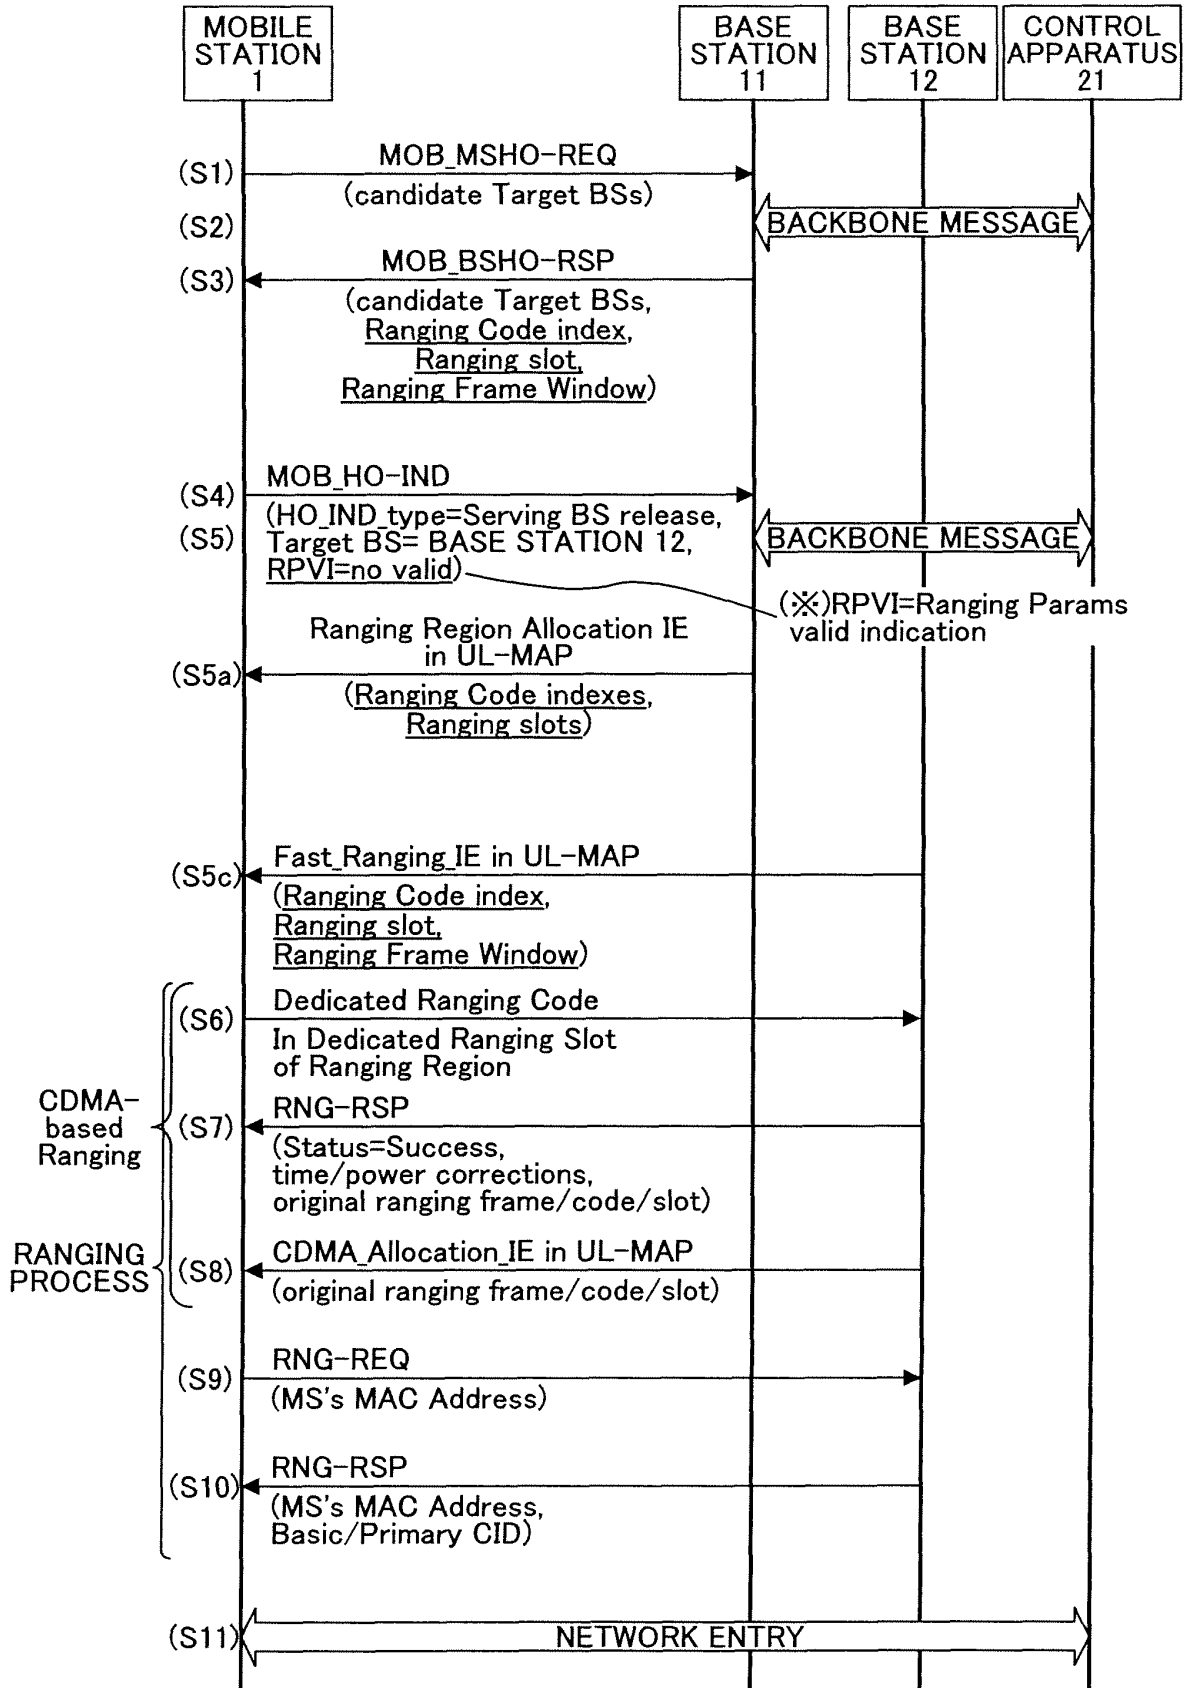 MOBILE
STATION
1
BASE
STATION
11
BASE
STATION
12
CONTROL
APPARATUS
21
(S1)
MOB_MSHO-REQ
(candidate Target BSs)
(S2)
BACKBONE MESSAGE
(S3)
MOB_BSHO-RSP
(candidate Target BSs,
Ranging Code index,
Ranging slot,
Ranging Frame Window)
(S4)
MOB_HO-IND
(HO_IND_type=Serving BS release,
(S5)
Target BS= BASE STATION 12,
RPVI=no valid)
BACKBONE MESSAGE
(※)RPVI=Ranging Params
valid indication
Ranging Region Allocation IE
in UL-MAP
(S5a)
(Ranging Code indexes,
Ranging slots)
Fast_Ranging_IE in UL-MAP
(S5c)
(Ranging Code index,
Ranging slot,
Ranging Frame Window)
Dedicated Ranging Code
(S6)
In Dedicated Ranging Slot
of Ranging Region
CDMA-
based
Ranging
RNG-RSP
(S7)
(Status=Success,
time/power corrections,
original ranging frame/code/slot)
RANGING
PROCESS
CDMA_Allocation_IE in UL-MAP
(S8)
(original ranging frame/code/slot)
RNG-REQ
(S9)
(MS's MAC Address)
RNG-RSP
(S10)
(MS's MAC Address,
Basic/Primary CID)
(S11)
NETWORK ENTRY